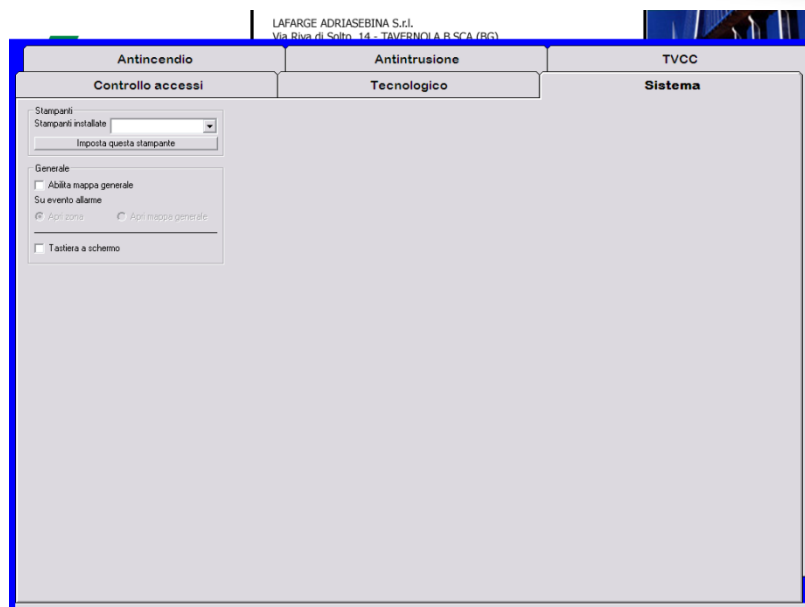 LAFARGE ADRIASEBINA S.r.l.
Via Riva di Solto, 14 - TAVERNOLA B.SCA (BG)
Antincendio
Antintrusione
TVCC
Controllo accessi
Tecnologico
Sistema
Stampanti
Stampanti installate
Imposta questa stampante
Generale
Abilita mappa generale
Su evento allarme
Apri zona Apri mappa generale
Tastiera a schermo